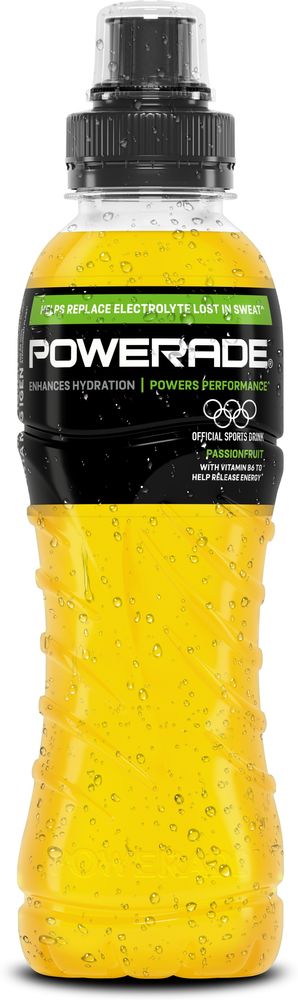 HELPS REPLACE ELECTROLYTE LOST IN SWEAT^
POWERADE®
ENHANCES HYDRATION | POWERS PERFORMANCE^
OFFICIAL SPORTS DRINK
PASSIONFRUIT
WITH VITAMIN B6 TO
HELP RELEASE ENERGY^
POWERADE